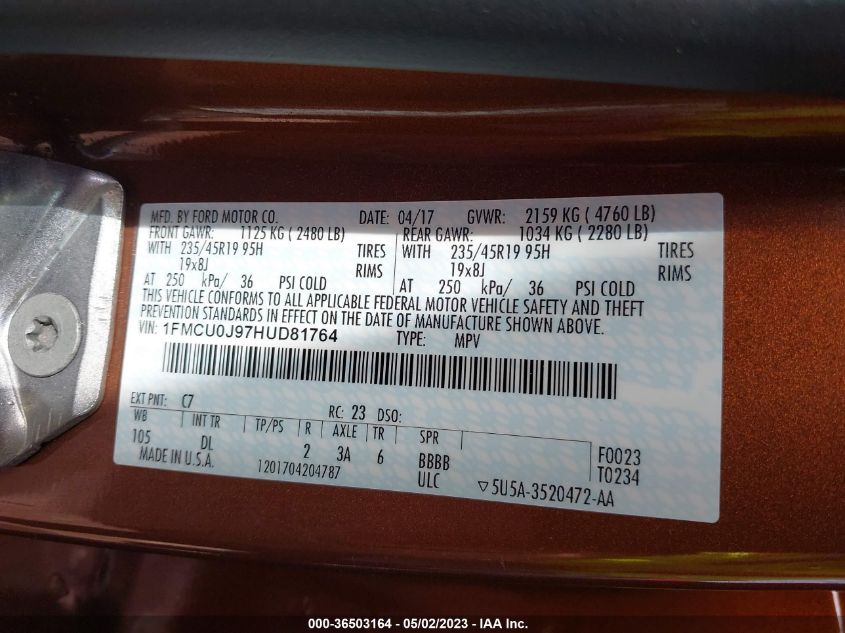 MFD. BY FORD MOTOR CO. DATE: 04/17 GVWR: 2159 KG ( 4760 LB)
FRONT GAWR: 1125 KG ( 2480 LB) REAR GAWR: 1034 KG ( 2280 LB)
WITH 235/45R19 95H TIRES WITH 235/45R19 95H TIRES
19x8J RIMS 19x8J RIMS
AT 250 kPa/ 36 PSI COLD AT 250 kPa/ 36 PSI COLD
THIS VEHICLE CONFORMS TO ALL APPLICABLE FEDERAL MOTOR VEHICLE SAFETY AND THEFT
PREVENTION STANDARDS IN EFFECT ON THE DATE OF MANUFACTURE SHOWN ABOVE.
VIN: 1FMCU0J97HUD81764 TYPE: MPV
EXT PNT: C7 RC: 23 DSO:
WB INT TR TP/PS R AXLE TR SPR
105 DL 2 3A 6 BBBB F0023
MADE IN U.S.A. 1201704204787 ULC T0234
▽5U5A-3520472-AA
000-36503164 - 05/02/2023 - IAA Inc.